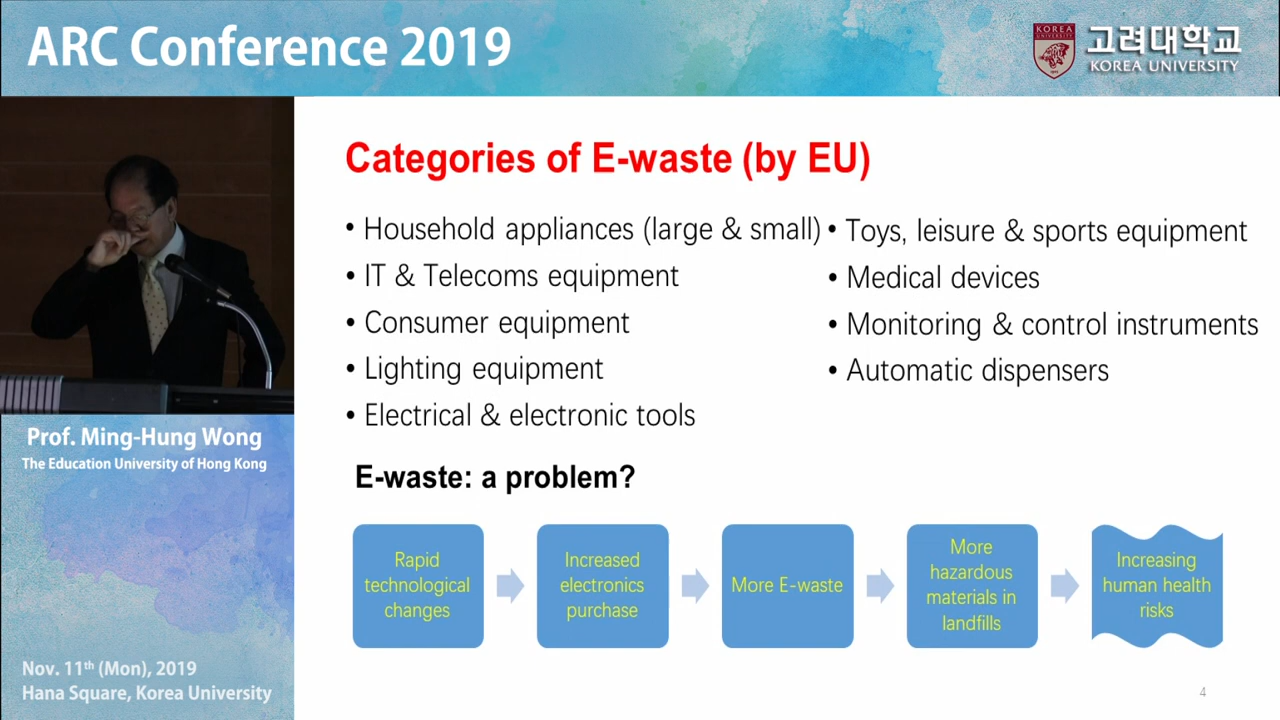 ARC Conference 2019
KOREA
UNIVERSITY
고려대학교
KOREA UNIVERSITY
Categories of E-waste (by EU)
• Household appliances (large & small)
• IT & Telecoms equipment
• Consumer equipment
• Lighting equipment
• Electrical & electronic tools
• Toys, leisure & sports equipment
• Medical devices
• Monitoring & control instruments
• Automatic dispensers
E-waste: a problem?
Rapid
technological
changes
Increased
electronics
purchase
More E-waste
More
hazardous
materials in
landfills
Increasing
human health
risks
4
Prof. Ming-Hung Wong
The Education University of Hong Kong
Nov. 11th (Mon), 2019
Hana Square, Korea University